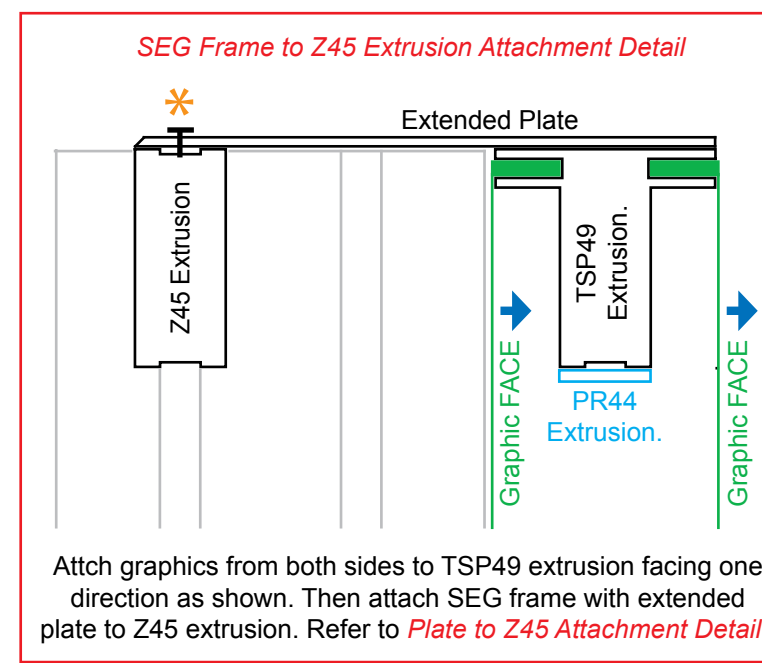 SEG Frame to Z45 Extrusion Attachment Detail
*
Extended Plate
Z45 Extrusion
TSP49
Extrusion.
Graphic FACE
PR44
Extrusion.
Graphic FACE
Attch graphics from both sides to TSP49 extrusion facing one
direction as shown. Then attach SEG frame with extended
plate to Z45 extrusion. Refer to Plate to Z45 Attachment Detail